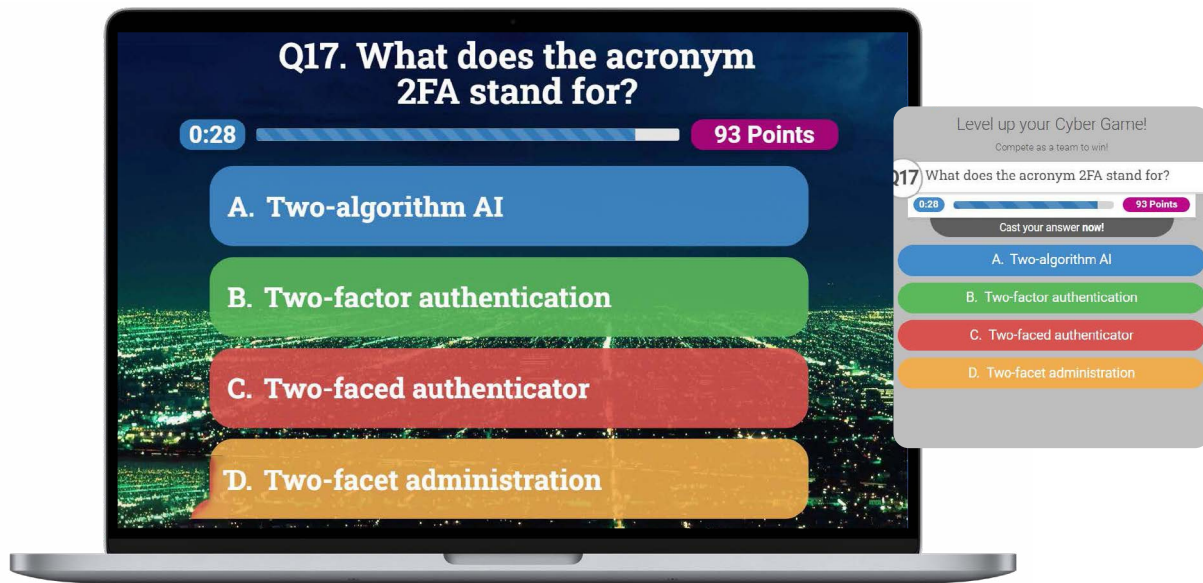 Q17. What does the acronym
2FA stand for?
0:28
93 Points
A. Two-algorithm AI
B. Two-factor authentication
C. Two-faced authenticator
D. Two-facet administration
Level up your Cyber Game!
Compete as a team to win!
Q17 What does the acronym 2FA stand for?
0:28
93 Points
Cast your answer now!
A. Two-algorithm AI
B. Two-factor authentication
C. Two-faced authenticator
D. Two-facet administration